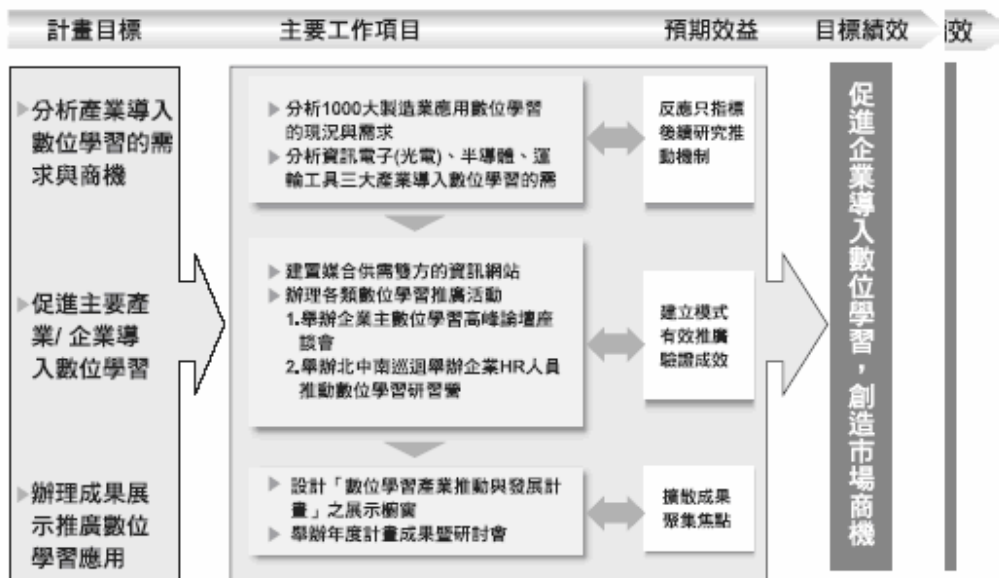 計畫目標
主要工作項目
預期效益
目標績效
效
分析產業導入
數位學習的需
求與商機
促進主要產
業/ 企業導
入數位學習
辦理成果展
示推廣數位
學習應用
分析1000大製造業應用數位學習
的現況與需求
分析資訊電子(光電)、半導體、運
輸工具三大產業導入數位學習的需
建置媒合供需雙方的資訊網站
辦理各類數位學習推廣活動
1.舉辦企業主數位學習高峰論壇座
談會
2.舉辦北中南巡迴舉辦企業HR人員
推動數位學習研習營
設計「數位學習產業推動與發展計
畫」之展示櫥窗
舉辦年度計畫成果暨研討會
反應只指標
後續研究推
動機制
建立模式
有效推廣
驗證成效
擴散成果
聚集焦點
促進企業導入數位學習，創造市場商機